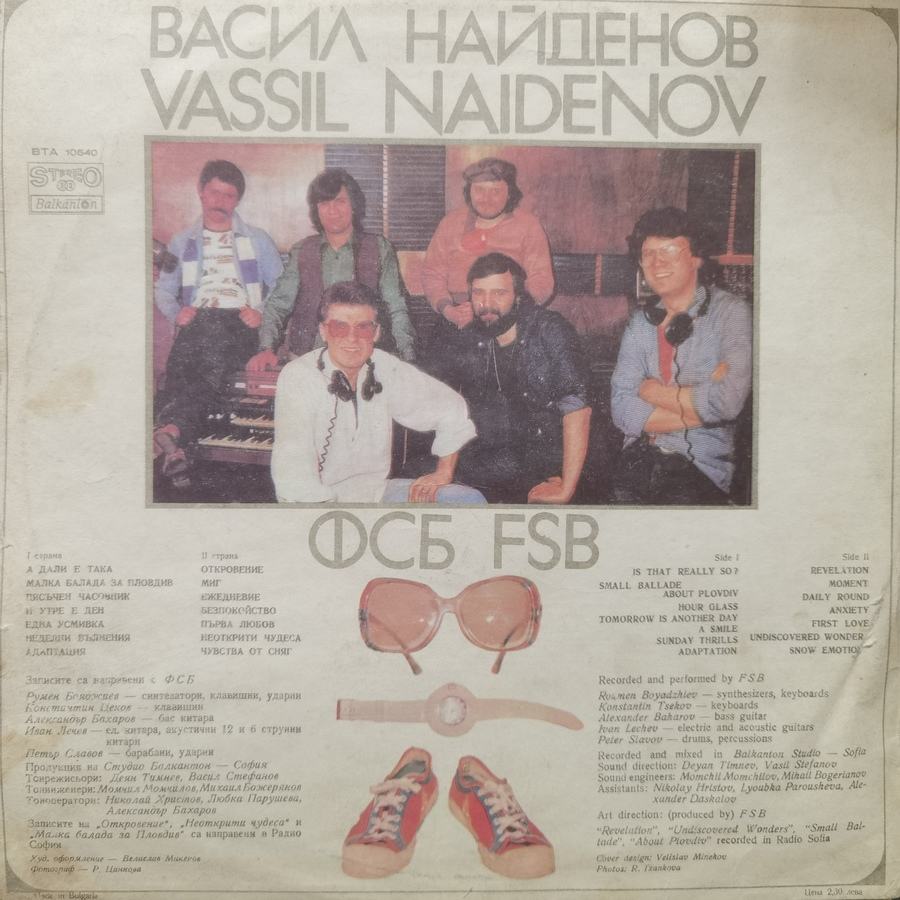 ВАСИЛ НАЙДЕНОВ
VASSIL NAIDENOV
ВТА 10640
STEREO
Balkanton
ФСБ FSB
I страна
А ДАЛИ Е ТАКА
МАЛКА БАЛАДА ЗА ПЛОВДИВ
ПЯСЪЧЕН ЧАСОВНИК
И УТРЕ Е ДЕН
ЕДНА УСМИВКА
НЕДЕЛНИ ВЪЛНЕНИЯ
АДАПТАЦИЯ
II страна
ОТКРОВЕНИЕ
МИГ
ЕЖЕДНЕВИЕ
БЕЗПОКОЙСТВО
ПЪРВА ЛЮБОВ
НЕОТКРИТИ ЧУДЕСА
ЧУВСТВА ОТ СНЯГ
Side I
IS THAT REALLY SO?
SMALL BALLADE
ABOUT PLOVDIV
HOUR GLASS
TOMORROW IS ANOTHER DAY
A SMILE
SUNDAY THRILLS
ADAPTATION
Side II
REVELATION
MOMENT
DAILY ROUND
ANXIETY
FIRST LOVE
UNDISCOVERED WONDER
SNOW EMOTION
Записите са направени с ФСБ
Румен Бояджиев — синтезатори, клавишни, ударни
Константин Цеков — клавишни
Александър Бахаров — бас китара
Иван Лечев — ел. китара, акустични 12 и 6 струнни
китари
Петър Славов — барабани, ударни
Продукция на Студио Балкантон — София
Тонрежисьори: Деян Тимнев, Васил Стефанов
Тонинженери: Момчил Момчилов, Михаил Божерянов
Тоноператори: Николай Христов, Любка Парушева,
Александър Бахаров
Записите на „Откровение", „Неоткрити чудеса" и
„Малка балада за Пловдив" са направени в Радио
София
Худ. оформление — Велислав Минеков
Фотограф — Р. Цанкова
Made in Bulgaria
Recorded and performed by FSB
Roumen Boyadzhiev — synthesizers, keyboards
Konstantin Tsekov — keyboards
Alexander Baharov — bass guitar
Ivan Lechev — electric and acoustic guitars
Peter Slavov — drums, percussions
Recorded and mixed in Balkanton Studio — Sofia
Sound direction: Deyan Timnev, Vasil Stefanov
Sound engineers: Momchil Momchilov, Mihail Bogerianov
Assistants: Nikolay Hristov, Lyoubka Parousheva, Ale-
xander Daskalov
Art direction: (produced by) FSB
"Revelation", "Undiscovered Wonders", "Small Bal-
lade", "About Plovdiv" recorded in Radio Sofia
Cover design: Velislav Minekov
Photos: R. Tzankova
Цена 2,30 лева